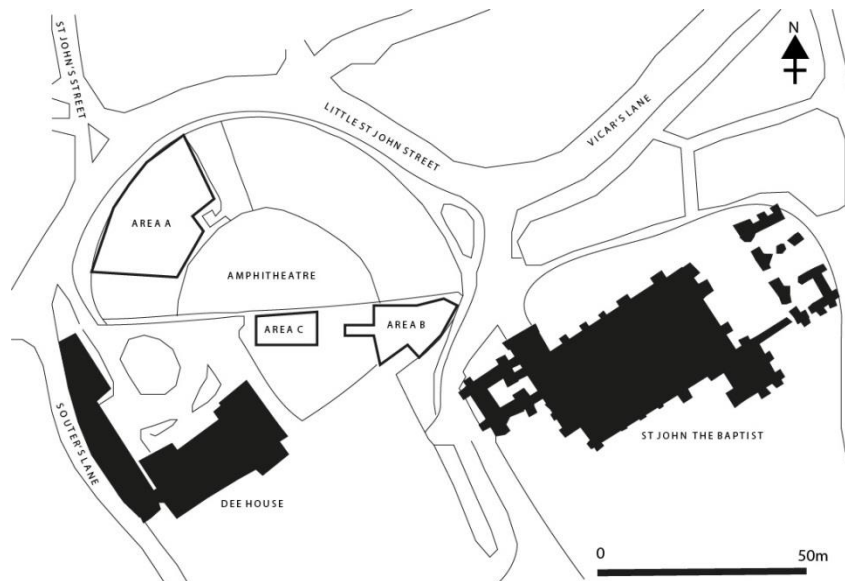 N
ST JOHN'S STREET
LITTLE ST JOHN STREET
VICAR'S LANE
AREA A
AMPHITHEATRE
AREA C
AREA B
SOUTER'S LANE
ST JOHN THE BAPTIST
DEE HOUSE
0
50m